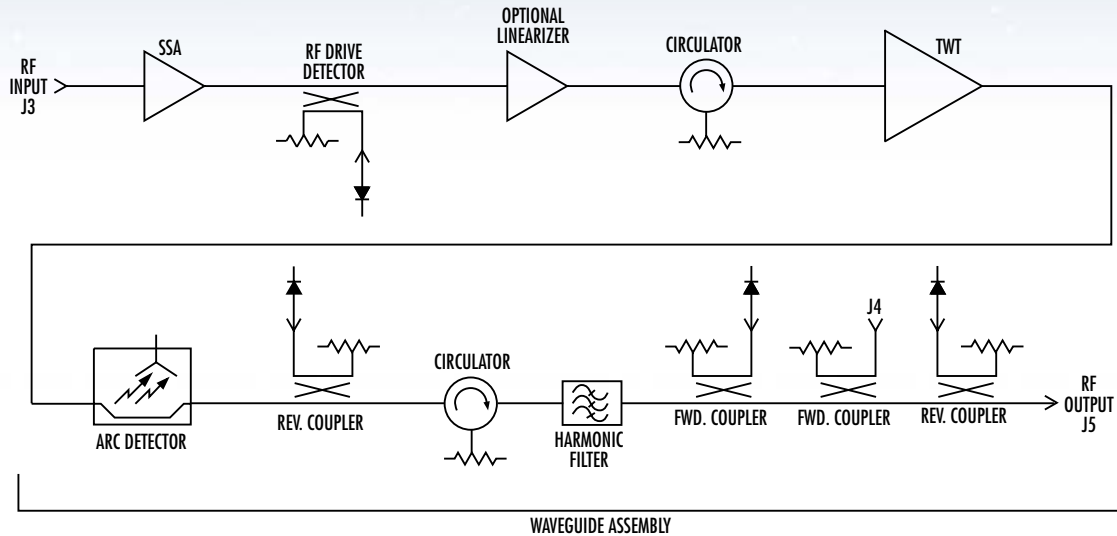 RF
INPUT
J3
SSA
RF DRIVE
DETECTOR
OPTIONAL
LINEARIZER
CIRCULATOR
TWT
ARC DETECTOR
REV. COUPLER
CIRCULATOR
HARMONIC
FILTER
FWD. COUPLER
J4
FWD. COUPLER
REV. COUPLER
RF
OUTPUT
J5
WAVEGUIDE ASSEMBLY